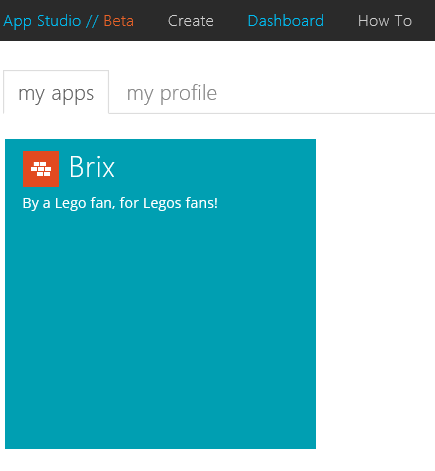 App Studio // Beta Create Dashboard How To
my apps my profile
Brix
By a Lego fan, for Legos fans!